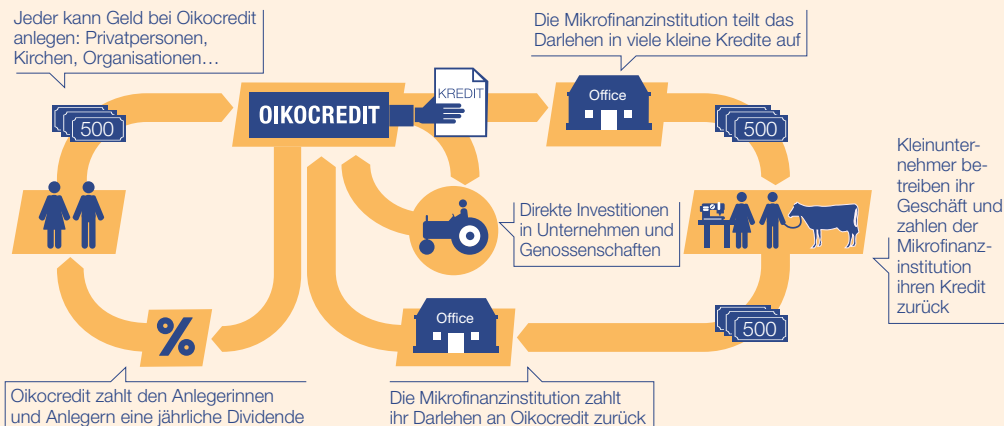 Jeder kann Geld bei Oikocredit
anlegen: Privatpersonen,
Kirchen, Organisationen…
Die Mikrofinanzinstitution teilt das
Darlehen in viele kleine Kredite auf
500
OIKOCREDIT
KREDIT
Office
500
Kleinunter-
nehmer be-
treiben ihr
Geschäft und
zahlen der
Mikrofinanz-
institution
ihren Kredit
zurück
Direkte Investitionen
in Unternehmen und
Genossenschaften
%
Office
500
Oikocredit zahlt den Anlegerinnen
und Anlegern eine jährliche Dividende
Die Mikrofinanzinstitution zahlt
ihr Darlehen an Oikocredit zurück